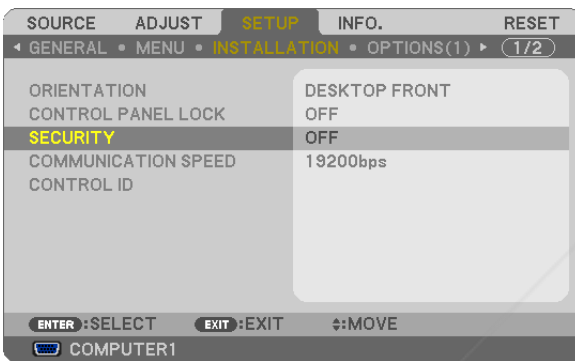 SOURCE ADJUST SETUP INFO. RESET
◂ GENERAL • MENU • INSTALLATION • OPTIONS(1) ▸ 1/2
ORIENTATION DESKTOP FRONT
CONTROL PANEL LOCK OFF
SECURITY OFF
COMMUNICATION SPEED 19200bps
CONTROL ID
ENTER :SELECT EXIT :EXIT ♦:MOVE
COMPUTER1